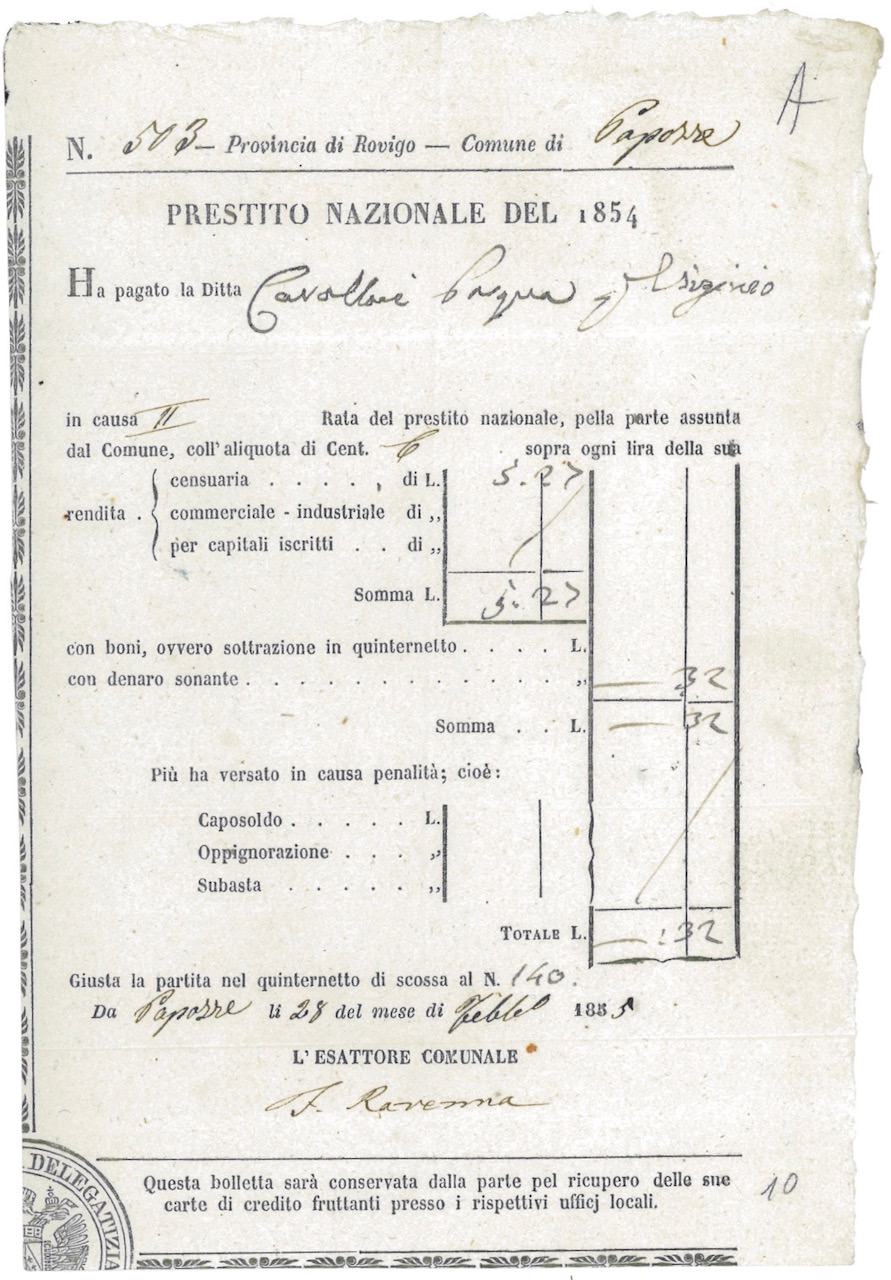 A
N. 503 — Provincia di Rovigo — Comune di Papozze
PRESTITO NAZIONALE DEL 1854
Ha pagato la Ditta Pasqua
in causa II Rata del prestito nazionale, pella parte assunta
dal Comune, coll'aliquota di Cent. 6 sopra ogni lira della sua
censuaria . . . . . di L. 5.27
rendita . commerciale - industriale di „
per capitali iscritti . . di „
Somma L. 5.27
con boni, ovvero sottrazione in quinternetto . . . . L.
con denaro sonante . . . . . . . . . . . . . „ — 32
Somma . . L. — 32
Più ha versato in causa penalità; cioè:
Caposoldo . . . . . L.
Oppignorazione . . . „
Subasta . . . . . „
TOTALE L. — : 32
Giusta la partita nel quinternetto di scossa al N. 140.
Da Papozze li 28 del mese di Febb° 1855
L'ESATTORE COMUNALE
F. Ravenna
DELEGATIZIA
Questa bolletta sarà conservata dalla parte pel ricupero delle sue
carte di credito fruttanti presso i rispettivi ufficj locali.
10